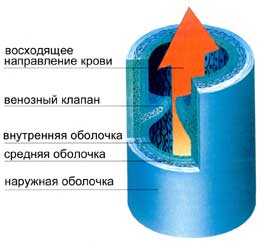 восходящее
направление крови
венозный клапан
внутренняя оболочка
средняя оболочка
наружная оболочка